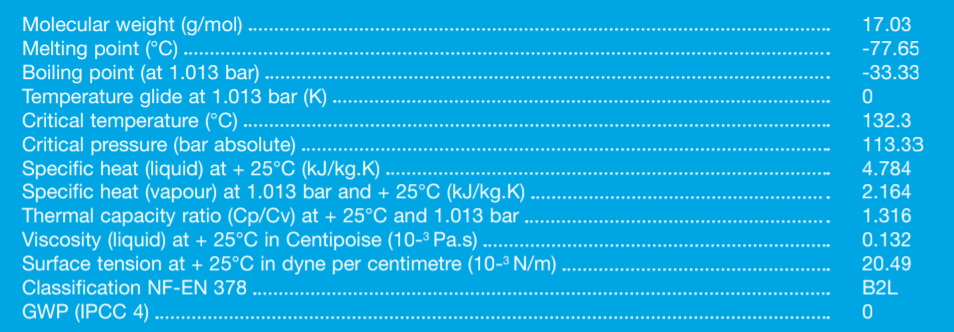 Molecular weight (g/mol) ........ 17.03
Melting point (°C) ........ -77.65
Boiling point (at 1.013 bar) ........ -33.33
Temperature glide at 1.013 bar (K) ........ 0
Critical temperature (°C) ........ 132.3
Critical pressure (bar absolute) ........ 113.33
Specific heat (liquid) at + 25°C (kJ/kg.K) ........ 4.784
Specific heat (vapour) at 1.013 bar and + 25°C (kJ/kg.K) ........ 2.164
Thermal capacity ratio (Cp/Cv) at + 25°C and 1.013 bar ........ 1.316
Viscosity (liquid) at + 25°C in Centipoise (10-³ Pa.s) ........ 0.132
Surface tension at + 25°C in dyne per centimetre (10-³ N/m) ........ 20.49
Classification NF-EN 378 ........ B2L
GWP (IPCC 4) ........ 0